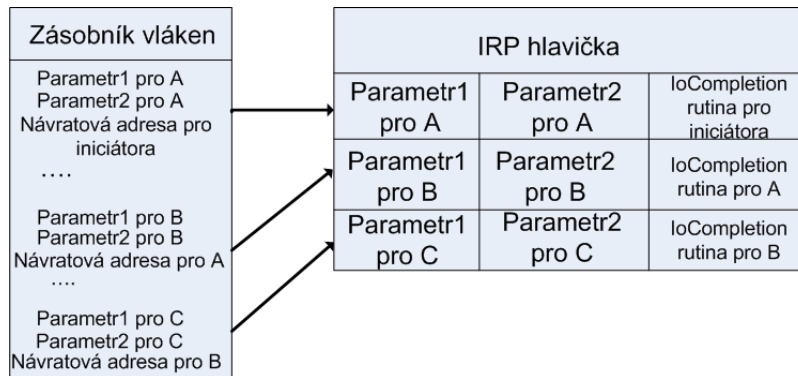 Zásobník vláken
Parametr1 pro A
Parametr2 pro A
Návratová adresa pro
iniciátora
....
Parametr1 pro B
Parametr2 pro B
Návratová adresa pro A
....
Parametr1 pro C
Parametr2 pro C
Návratová adresa pro B
IRP hlavička
Parametr1
pro A
Parametr2
pro A
IoCompletion
rutina pro
iniciátora
Parametr1
pro B
Parametr2
pro B
IoCompletion
rutina pro A
Parametr1
pro C
Parametr2
pro C
IoCompletion
rutina pro B